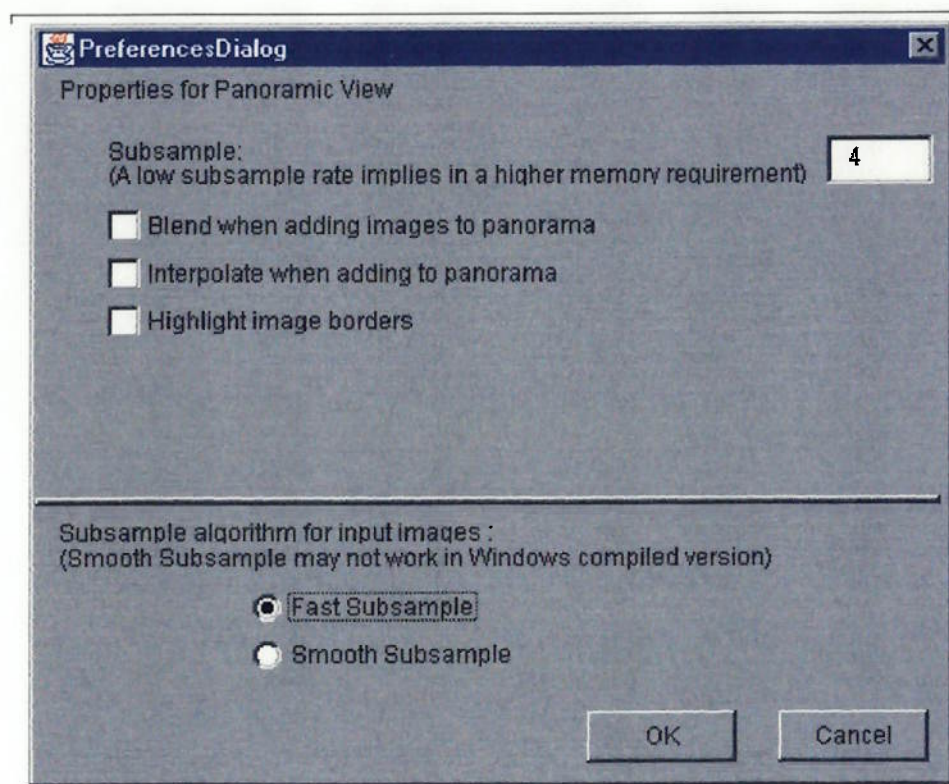 PreferencesDialog
Properties for Panoramic View
Subsample:
4
(A low subsample rate implies in a higher memory requirement)
Blend when adding images to panorama
Interpolate when adding to panorama
Highlight image borders
Subsample algorithm for input images :
(Smooth Subsample may not work in Windows compiled version)
Fast Subsample
Smooth Subsample
OK
Cancel